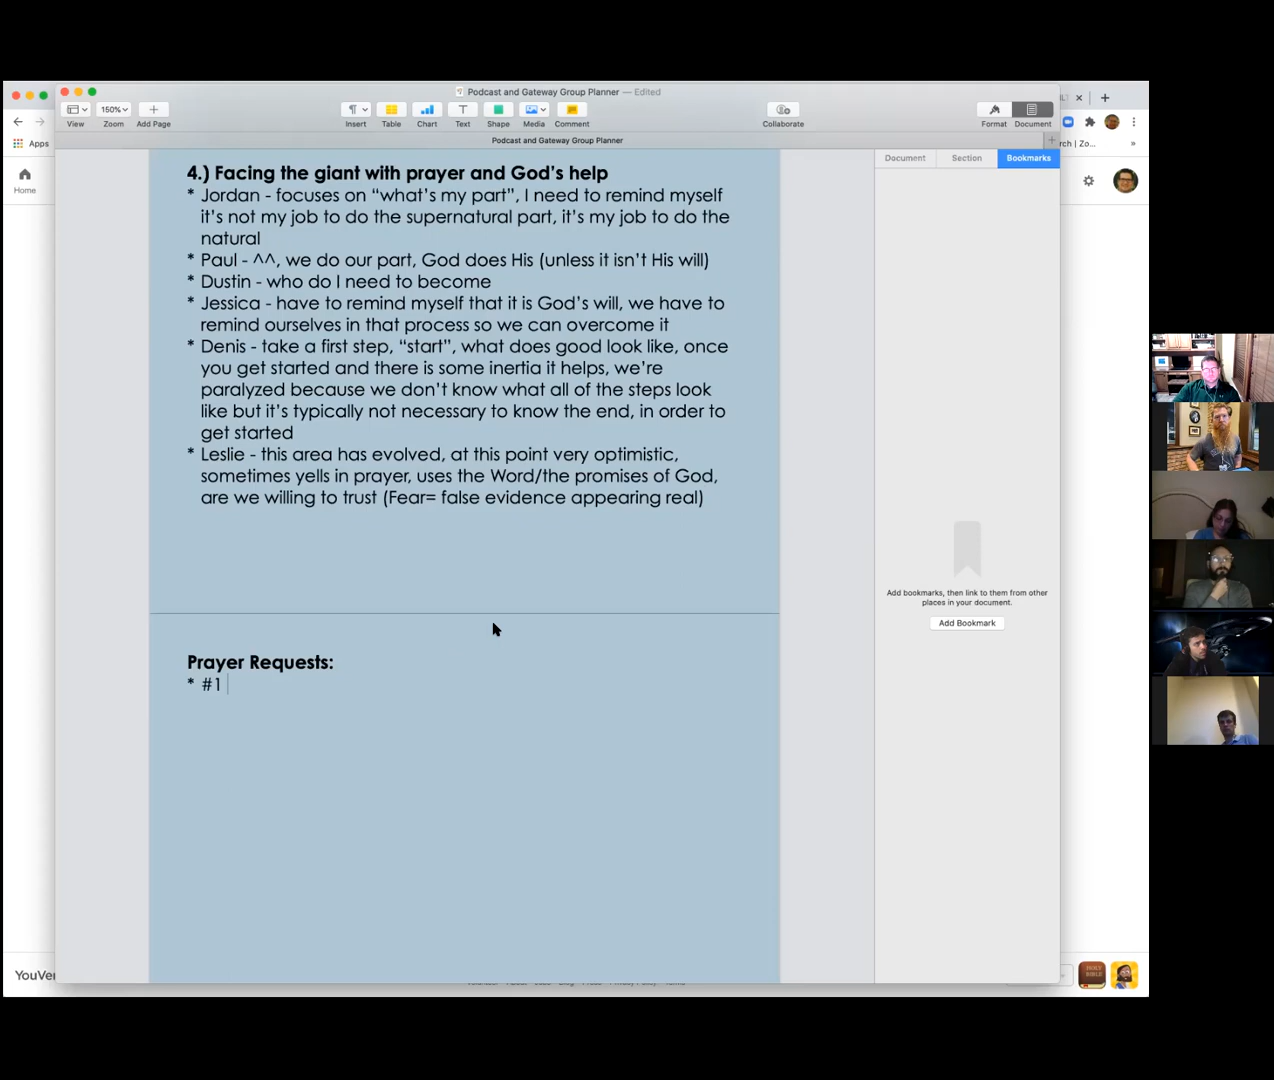 Podcast and Gateway Group Planner — Edited
150%
View
Zoom
Add Page
Insert
Table
Chart
Text
Shape
Media
Comment
Collaborate
Format
Document
Apps
Podcast and Gateway Group Planner
Home
Document
Section
Bookmarks
4.) Facing the giant with prayer and God's help
* Jordan - focuses on “what's my part”, I need to remind myself
it's not my job to do the supernatural part, it's my job to do the
natural
* Paul - ^^, we do our part, God does His (unless it isn't His will)
* Dustin - who do I need to become
* Jessica - have to remind myself that it is God's will, we have to
remind ourselves in that process so we can overcome it
* Denis - take a first step, “start”, what does good look like, once
you get started and there is some inertia it helps, we're
paralyzed because we don't know what all of the steps look
like but it's typically not necessary to know the end, in order to
get started
* Leslie - this area has evolved, at this point very optimistic,
sometimes yells in prayer, uses the Word/the promises of God,
are we willing to trust (Fear= false evidence appearing real)
Add bookmarks, then link to them from other
places in your document.
Add Bookmark
Prayer Requests:
* #1
YouVer
HOLY
BIBLE